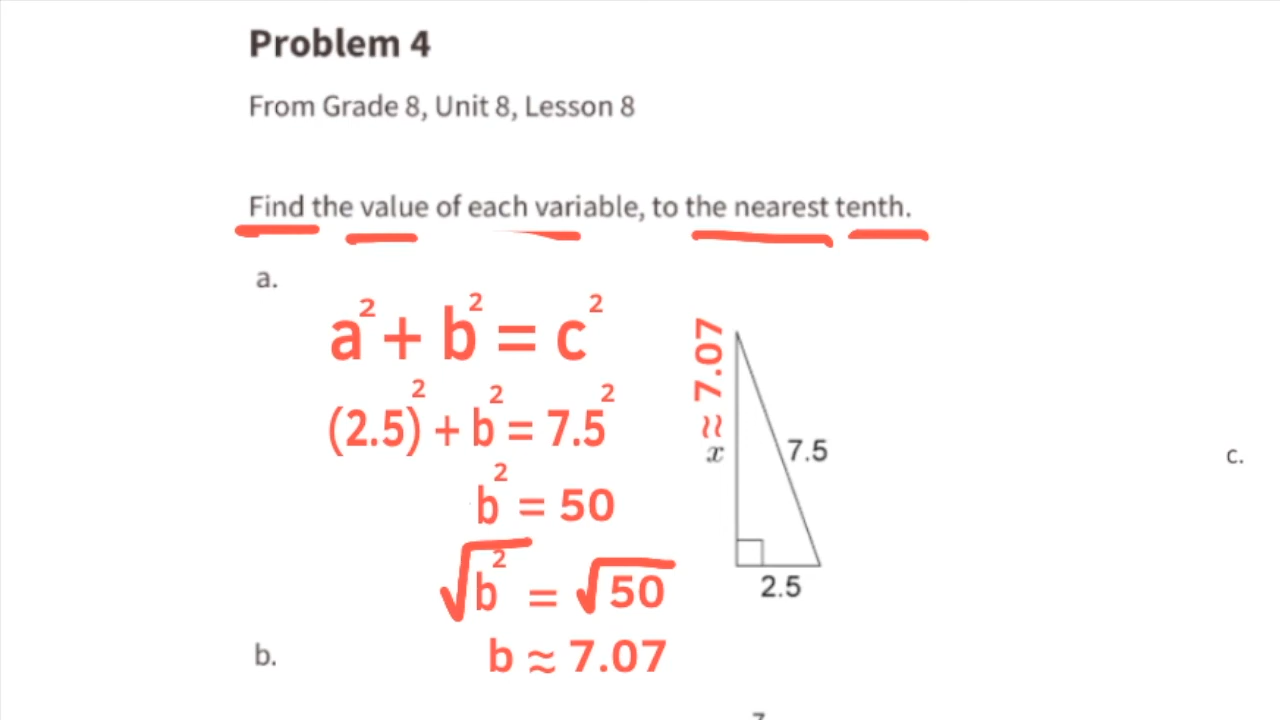 Problem 4
From Grade 8, Unit 8, Lesson 8
Find the value of each variable, to the nearest tenth.
a.
a² + b² = c²
(2.5)² + b² = 7.5²
b² = 50
√b² = √50
b ≈ 7.07
x ≈ 7.07
7.5
2.5
b.
c.